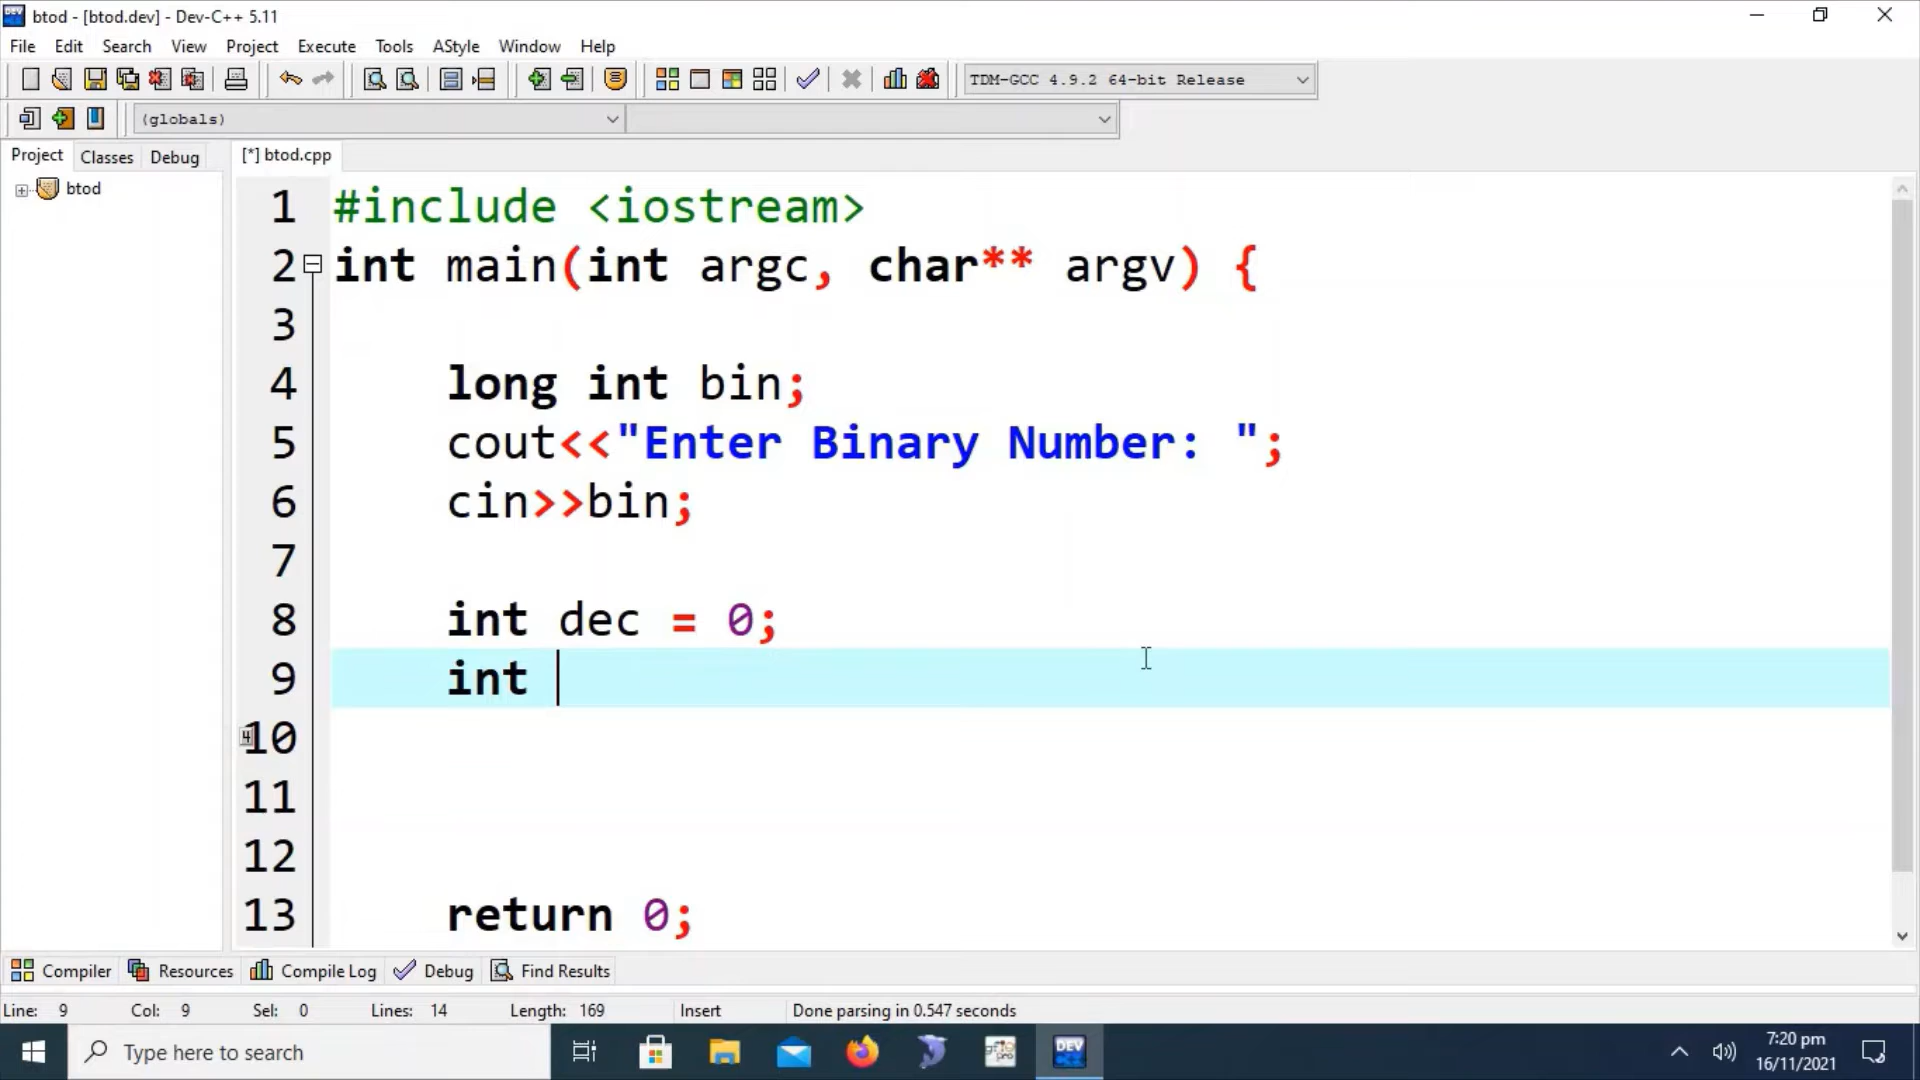 btod - [btod.dev] - Dev-C++ 5.11
File Edit Search View Project Execute Tools AStyle Window Help
TDM-GCC 4.9.2 64-bit Release
(globals)
Project Classes Debug
[*] btod.cpp
btod
1 #include <iostream>
2 int main(int argc, char** argv) {
3
4 long int bin;
5 cout<<"Enter Binary Number: ";
6 cin>>bin;
7
8 int dec = 0;
9 int
10
11
12
13 return 0;
Compiler Resources Compile Log Debug Find Results
Line: 9 Col: 9 Sel: 0 Lines: 14 Length: 169 Insert Done parsing in 0.547 seconds
Type here to search
DEV
7:20 pm
16/11/2021